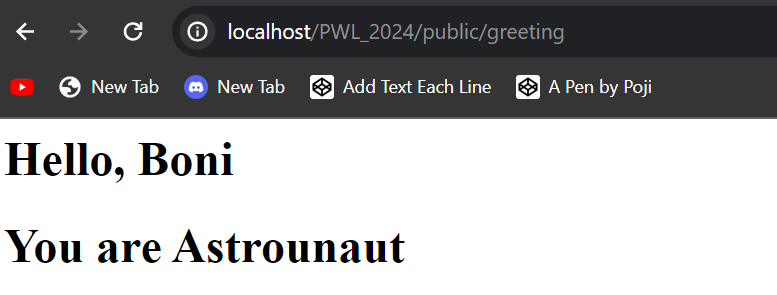 localhost/PWL_2024/public/greeting
New Tab New Tab Add Text Each Line A Pen by Poji
Hello, Boni
You are Astrounaut